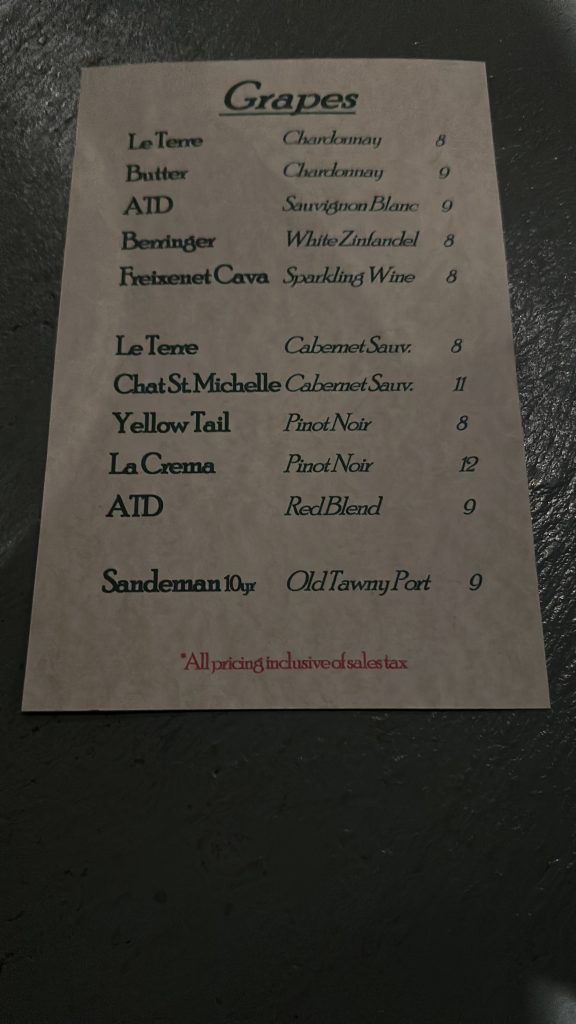 Grapes
Le Terre Chardonnay 8
Butter Chardonnay 9
ATD Sauvignon Blanc 9
Berringer White Zinfandel 8
Freixenet Cava Sparkling Wine 8
Le Terre Cabernet Sauv. 8
Chat St. Michelle Cabernet Sauv. 11
Yellow Tail Pinot Noir 8
La Crema Pinot Noir 12
ATD Red Blend 9
Sandeman 10yr Old Tawny Port 9
*All pricing inclusive of sales tax